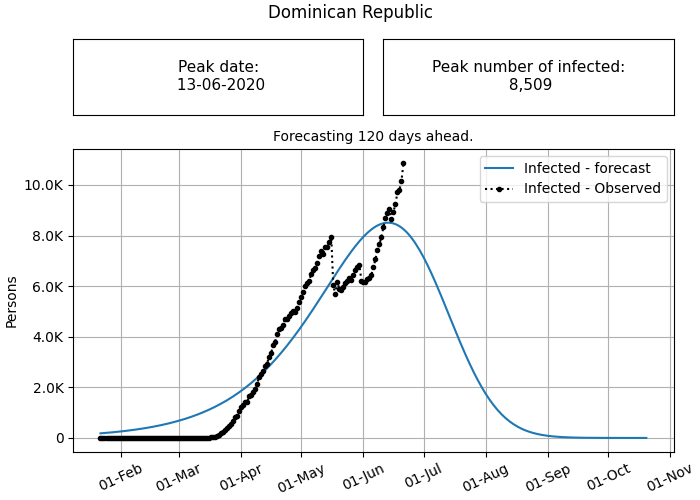 Dominican Republic
Peak date:
13-06-2020
Peak number of infected:
8,509
Forecasting 120 days ahead.
Infected - forecast
Infected - Observed
Persons
10.0K
8.0K
6.0K
4.0K
2.0K
0
01-Feb
01-Mar
01-Apr
01-May
01-Jun
01-Jul
01-Aug
01-Sep
01-Oct
01-Nov